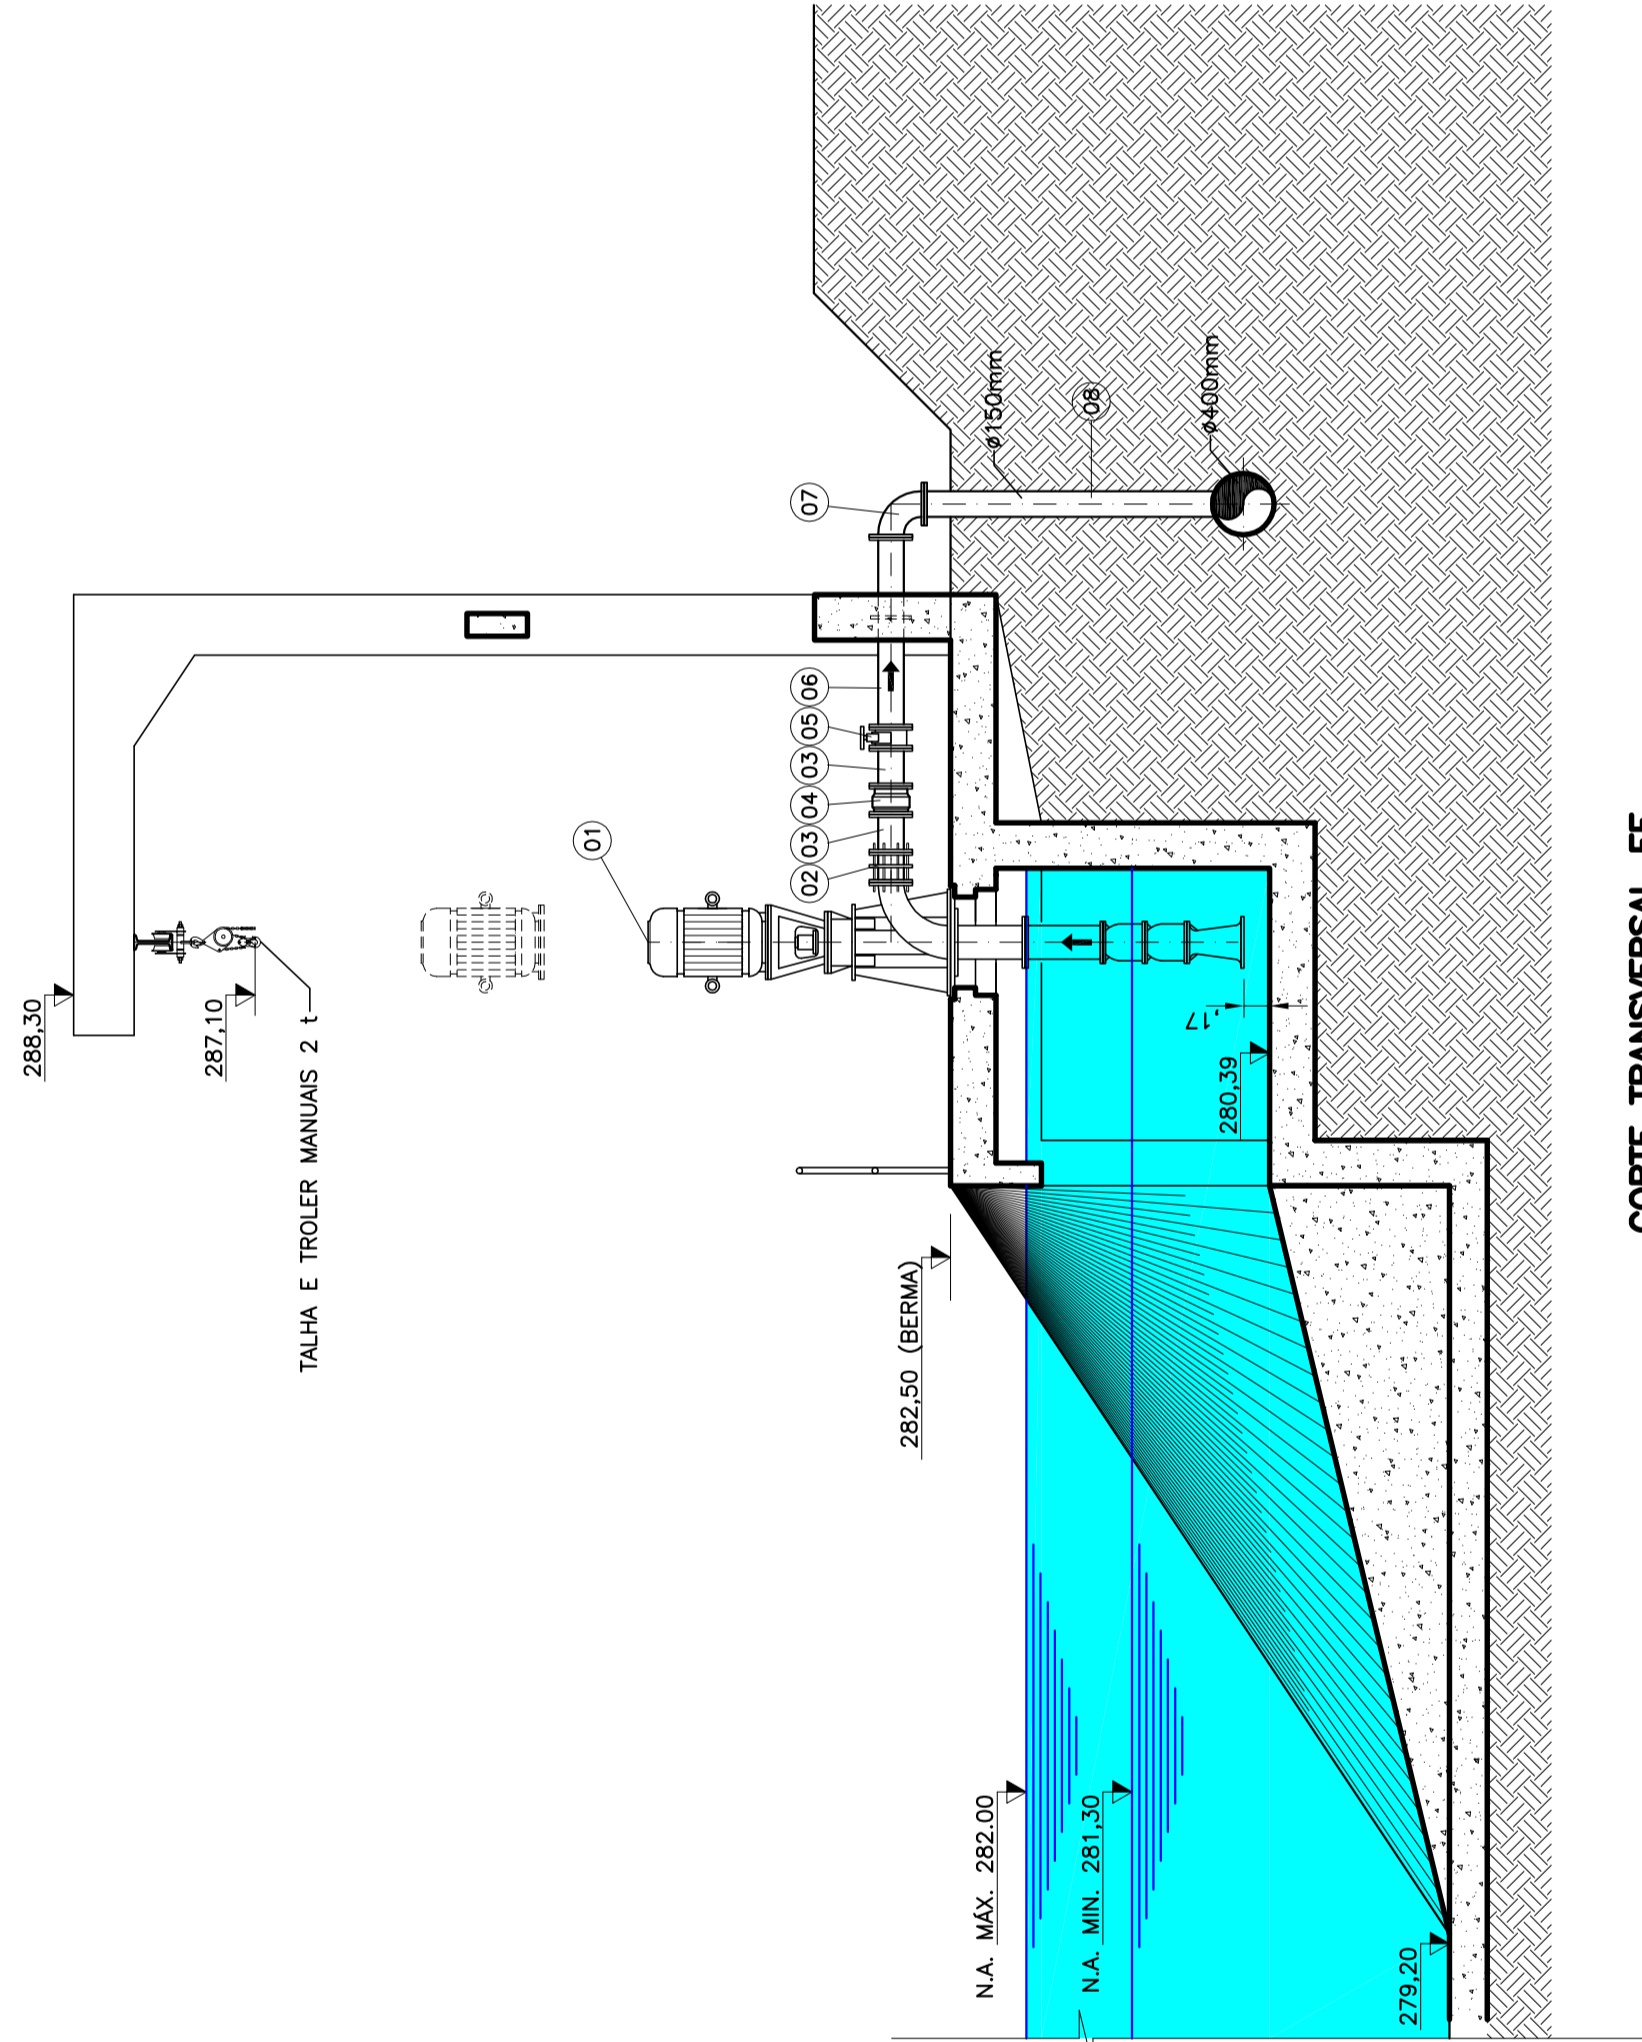 288,30
287,10
TALHA E TROLER MANUAIS 2 t
01
02
03
04
03
05
06
07
ø150mm
08
ø400mm
282,50 (BERMA)
N.A. MÁX. 282.00
N.A. MIN. 281,30
,17
280,39
279,20
CORTE TRANSVERSAL EE